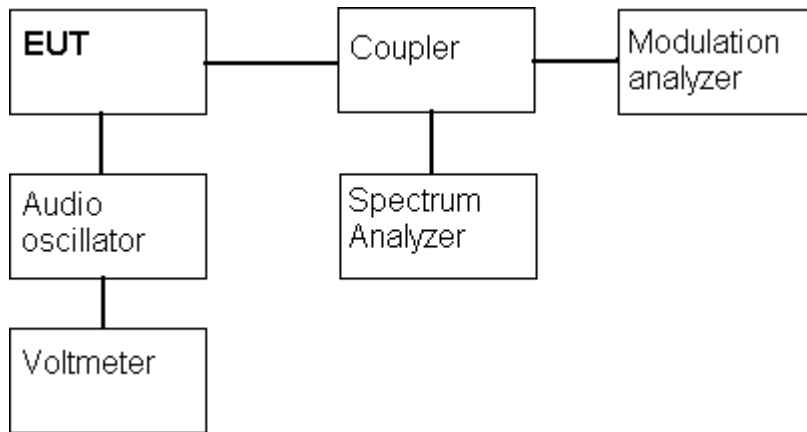 EUT
Coupler
Modulation
analyzer
Audio
oscillator
Spectrum
Analyzer
Voltmeter